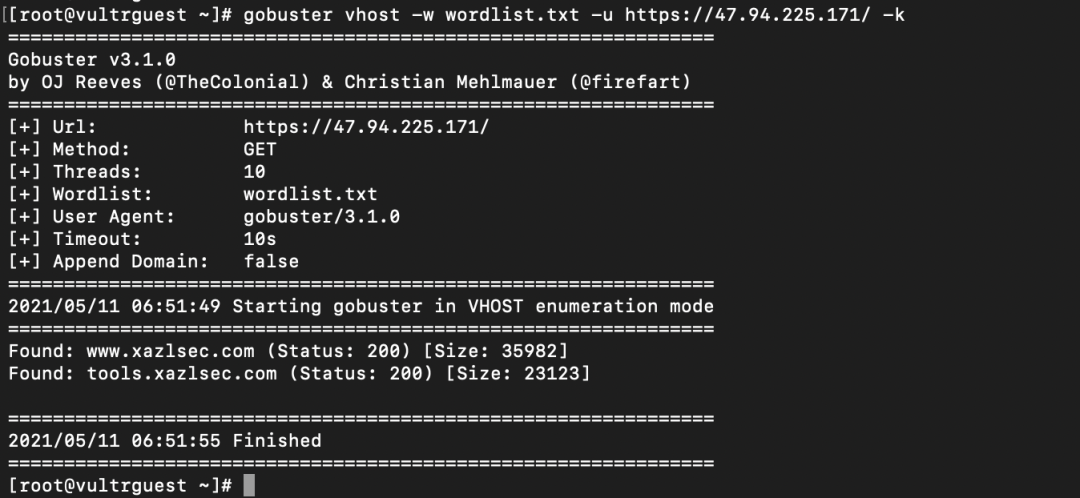 [[root@vultrguest ~]# gobuster vhost -w wordlist.txt -u https://47.94.225.171/ -k
===============================================================
Gobuster v3.1.0
by OJ Reeves (@TheColonial) & Christian Mehlmauer (@firefart)
===============================================================
[+] Url:             https://47.94.225.171/
[+] Method:          GET
[+] Threads:         10
[+] Wordlist:        wordlist.txt
[+] User Agent:      gobuster/3.1.0
[+] Timeout:         10s
[+] Append Domain:   false
===============================================================
2021/05/11 06:51:49 Starting gobuster in VHOST enumeration mode
===============================================================
Found: www.xazlsec.com (Status: 200) [Size: 35982]
Found: tools.xazlsec.com (Status: 200) [Size: 23123]
===============================================================
2021/05/11 06:51:55 Finished
===============================================================
[root@vultrguest ~]#